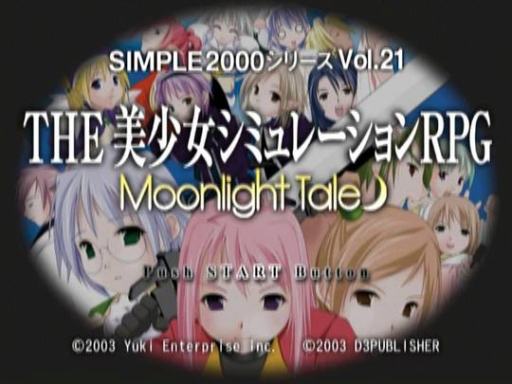 SIMPLE2000シリーズ Vol.21
THE 美少女シミュレーションRPG
Moonlight Tale
Push START Button
©2003 Yuki Enterprise Inc. ©2003 D3PUBLISHER